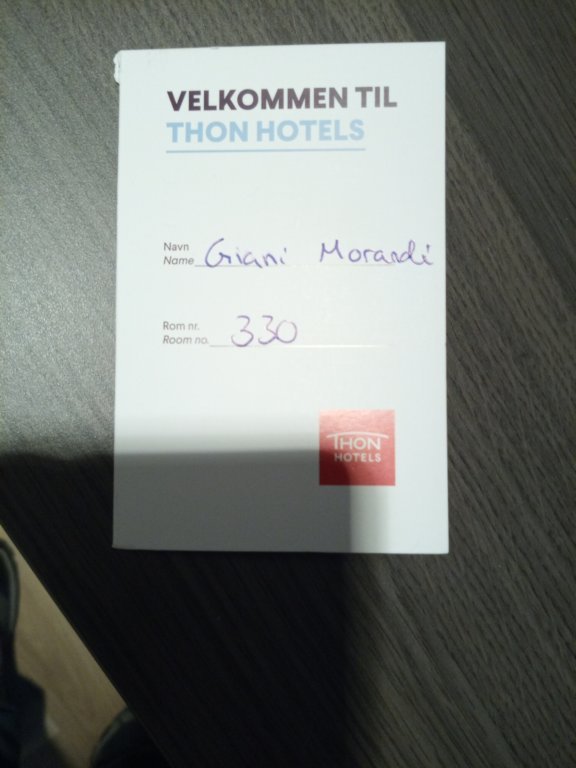 VELKOMMEN TIL
THON HOTELS
Navn
Name Giani Morandi
Rom nr.
Room no. 330
THON
HOTELS